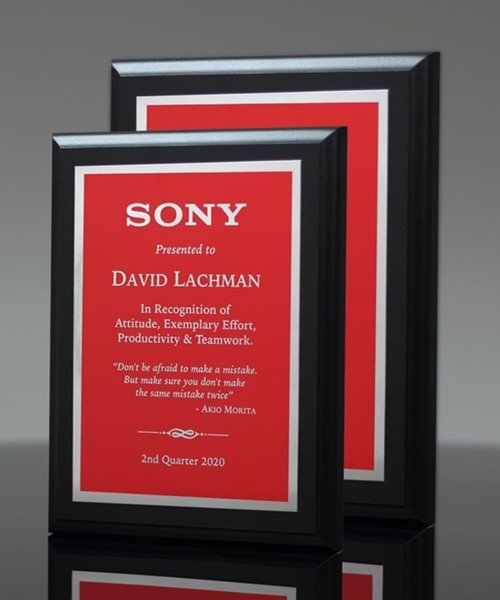 SONY
Presented to
DAVID LACHMAN
In Recognition of
Attitude, Exemplary Effort,
Productivity & Teamwork.
"Don't be afraid to make a mistake.
But make sure you don't make
the same mistake twice"
- AKIO MORITA
2nd Quarter 2020